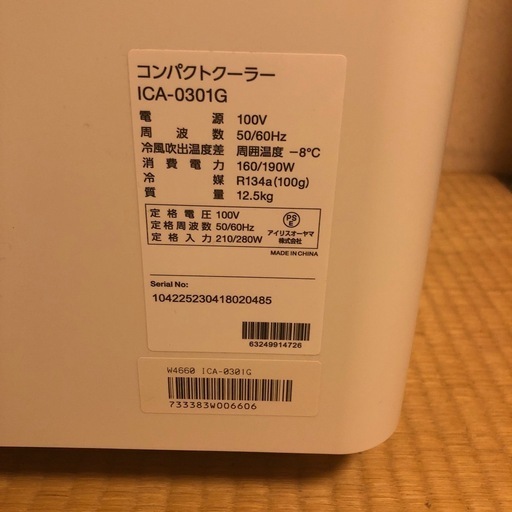 コンパクトクーラー
ICA-0301G
電源 100V
周波数 50/60Hz
冷風吹出温度差 周囲温度 −8℃
消費電力 160/190W
冷媒 R134a(100g)
質量 12.5kg
定格電圧 100V
定格周波数 50/60Hz
定格入力 210/280W
PSE
アイリスオーヤマ
株式会社
MADE IN CHINA
Serial No:
104225230418020485
63249914726
W4660 ICA-0301G
733383W006606